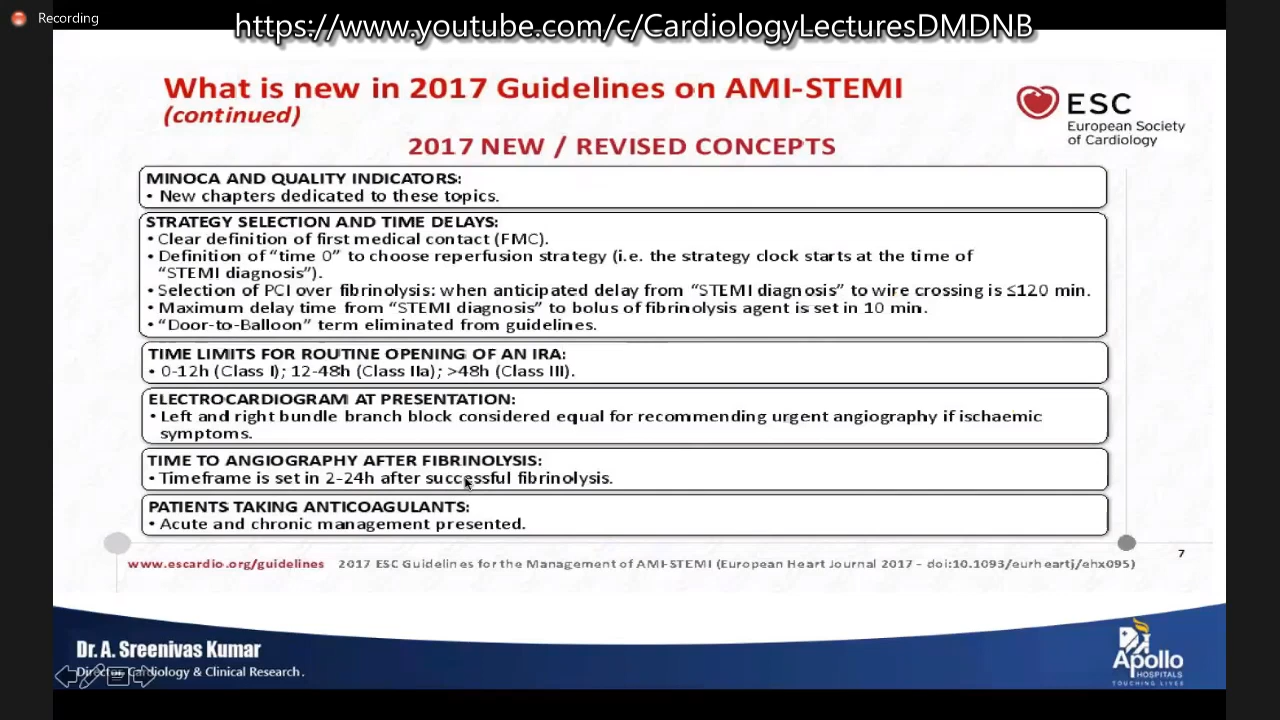 Recording
https://www.youtube.com/c/CardiologyLecturesDMDNB
What is new in 2017 Guidelines on AMI-STEMI
(continued)
ESC
European Society
of Cardiology
2017 NEW / REVISED CONCEPTS
MINOCA AND QUALITY INDICATORS:
• New chapters dedicated to these topics.
STRATEGY SELECTION AND TIME DELAYS:
• Clear definition of first medical contact (FMC).
• Definition of “time 0” to choose reperfusion strategy (i.e. the strategy clock starts at the time of
“STEMI diagnosis”).
• Selection of PCI over fibrinolysis: when anticipated delay from “STEMI diagnosis” to wire crossing is ≤120 min.
• Maximum delay time from “STEMI diagnosis” to bolus of fibrinolysis agent is set in 10 min.
• “Door-to-Balloon” term eliminated from guidelines.
TIME LIMITS FOR ROUTINE OPENING OF AN IRA:
• 0-12h (Class I); 12-48h (Class IIa); >48h (Class III).
ELECTROCARDIOGRAM AT PRESENTATION:
• Left and right bundle branch block considered equal for recommending urgent angiography if ischaemic
symptoms.
TIME TO ANGIOGRAPHY AFTER FIBRINOLYSIS:
• Timeframe is set in 2-24h after successful fibrinolysis.
PATIENTS TAKING ANTICOAGULANTS:
• Acute and chronic management presented.
7
www.escardio.org/guidelines 2017 ESC Guidelines for the Management of AMI-STEMI (European Heart Journal 2017 - doi:10.1093/eurheartj/ehx095)
Dr. A. Sreenivas Kumar
Director Cardiology & Clinical Research.
Apollo
HOSPITALS
TOUCHING LIVES